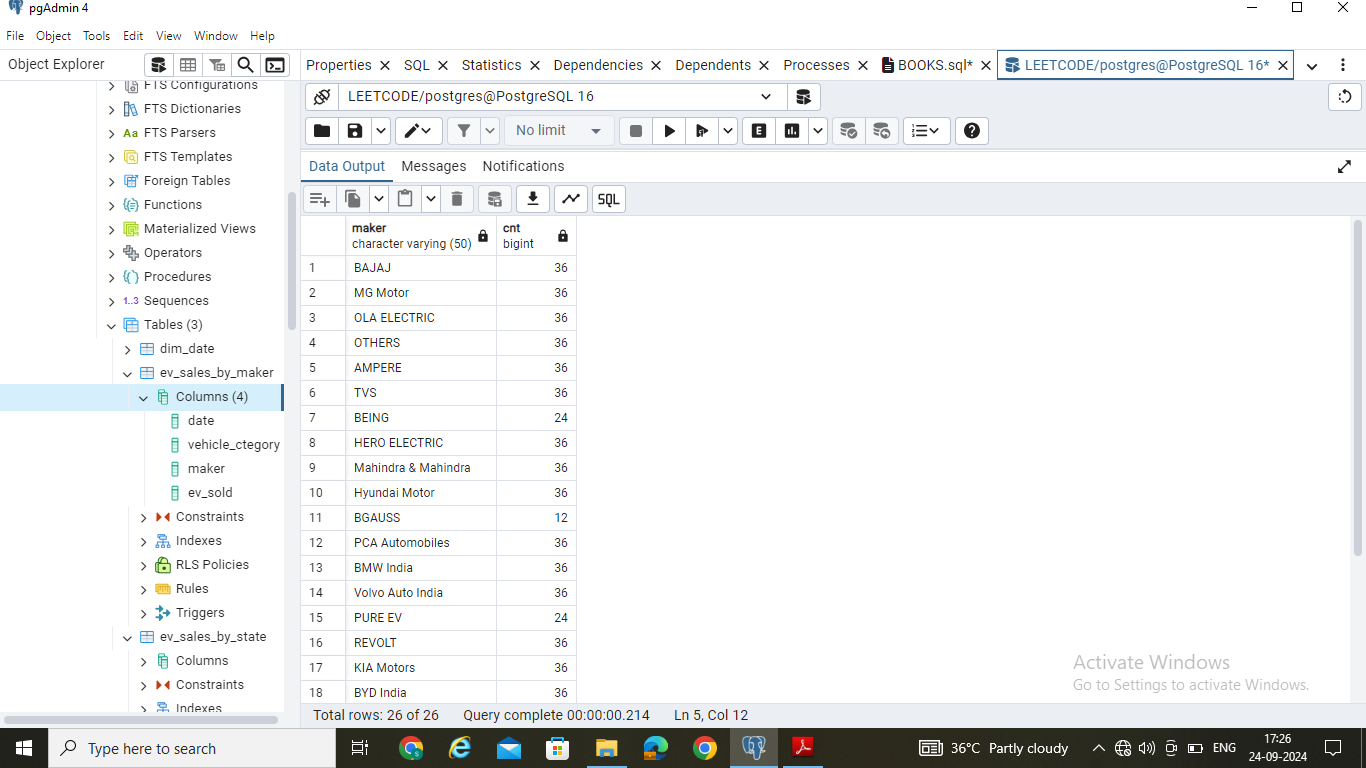 pgAdmin 4
File Object Tools Edit View Window Help
Object Explorer
FTS Configurations
FTS Dictionaries
Aa FTS Parsers
FTS Templates
Foreign Tables
Functions
Materialized Views
Operators
Procedures
1..3 Sequences
Tables (3)
dim_date
ev_sales_by_maker
Columns (4)
date
vehicle_ctegory
maker
ev_sold
Constraints
Indexes
RLS Policies
Rules
Triggers
ev_sales_by_state
Columns
Constraints
Indexes
Properties SQL Statistics Dependencies Dependents Processes BOOKS.sql* LEETCODE/postgres@PostgreSQL 16*
LEETCODE/postgres@PostgreSQL 16
No limit E
Data Output Messages Notifications
SQL
maker cnt
character varying (50) bigint
1 BAJAJ 36
2 MG Motor 36
3 OLA ELECTRIC 36
4 OTHERS 36
5 AMPERE 36
6 TVS 36
7 BEING 24
8 HERO ELECTRIC 36
9 Mahindra & Mahindra 36
10 Hyundai Motor 36
11 BGAUSS 12
12 PCA Automobiles 36
13 BMW India 36
14 Volvo Auto India 36
15 PURE EV 24
16 REVOLT 36
17 KIA Motors 36
18 BYD India 36
Activate Windows
Go to Settings to activate Windows.
Total rows: 26 of 26 Query complete 00:00:00.214 Ln 5, Col 12
Type here to search
36°C Partly cloudy ENG 17:26
24-09-2024